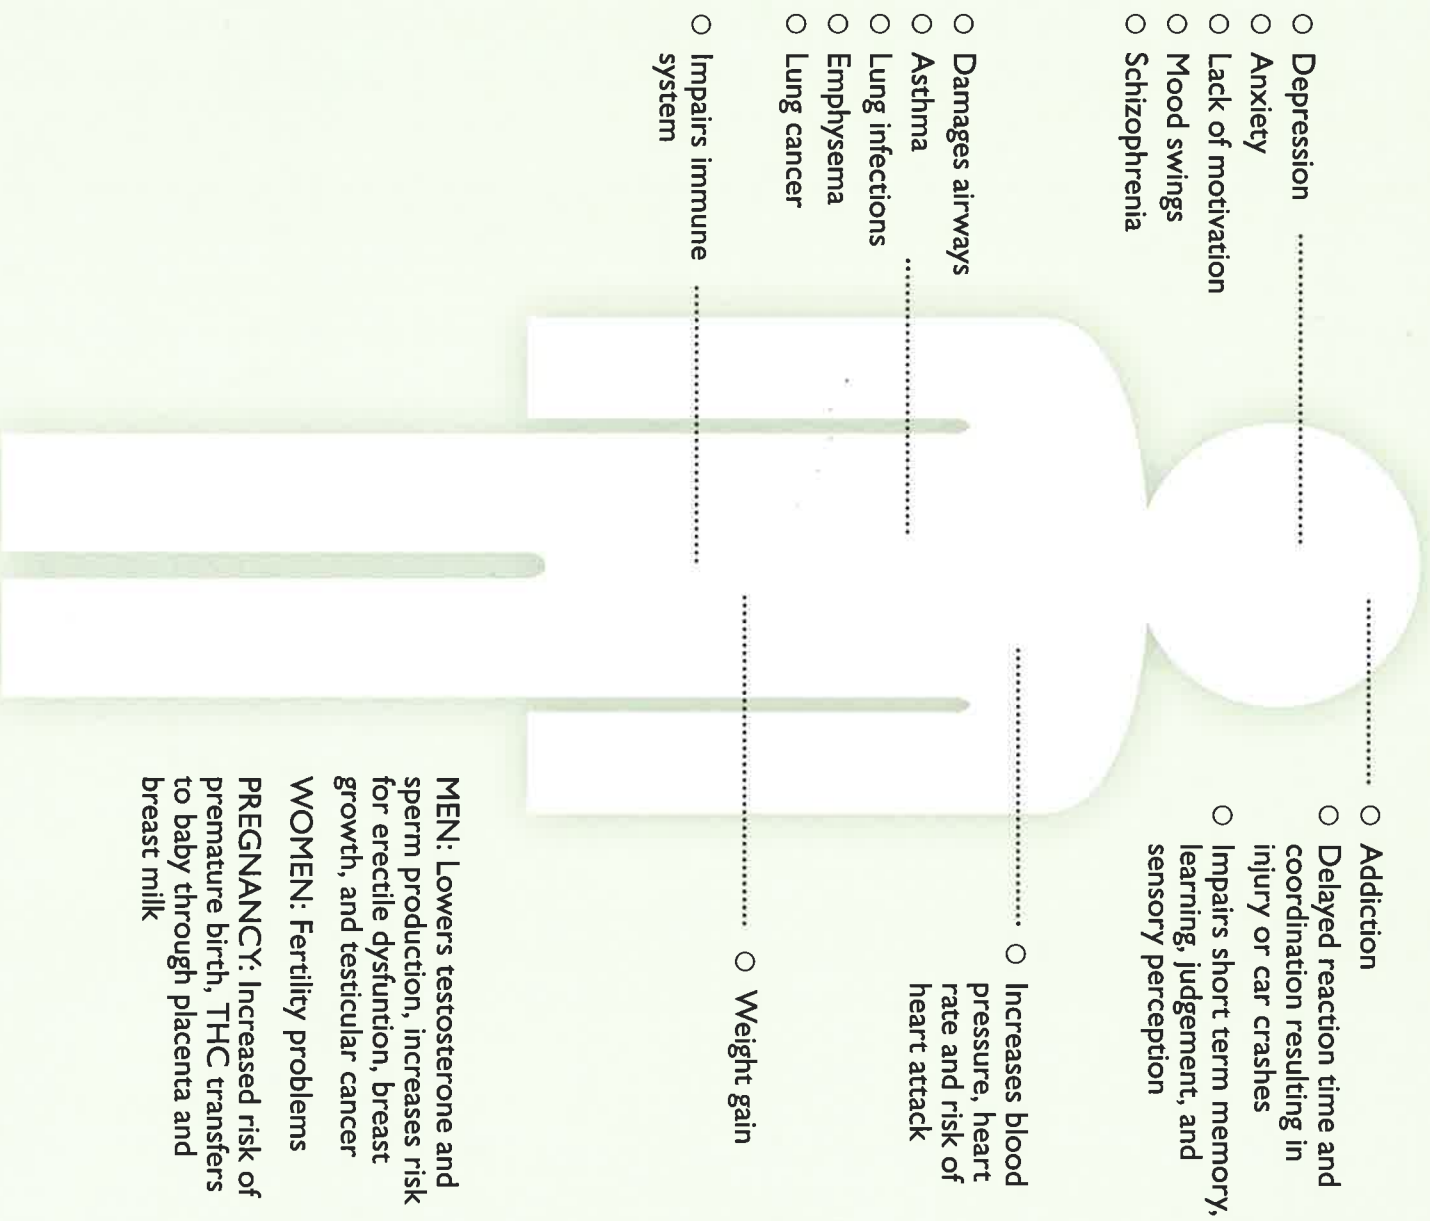 ○ Depression
○ Anxiety
○ Lack of motivation
○ Mood swings
○ Schizophrenia
○ Damages airways
○ Asthma
○ Lung infections
○ Emphysema
○ Lung cancer
○ Impairs immune
system
○ Addiction
○ Delayed reaction time and
coordination resulting in
injury or car crashes
○ Impairs short term memory,
learning, judgement, and
sensory perception
○ Increases blood
pressure, heart
rate and risk of
heart attack
○ Weight gain
MEN: Lowers testosterone and
sperm production, increases risk
for erectile dysfuntion, breast
growth, and testicular cancer
WOMEN: Fertility problems
PREGNANCY: Increased risk of
premature birth, THC transfers
to baby through placenta and
breast milk